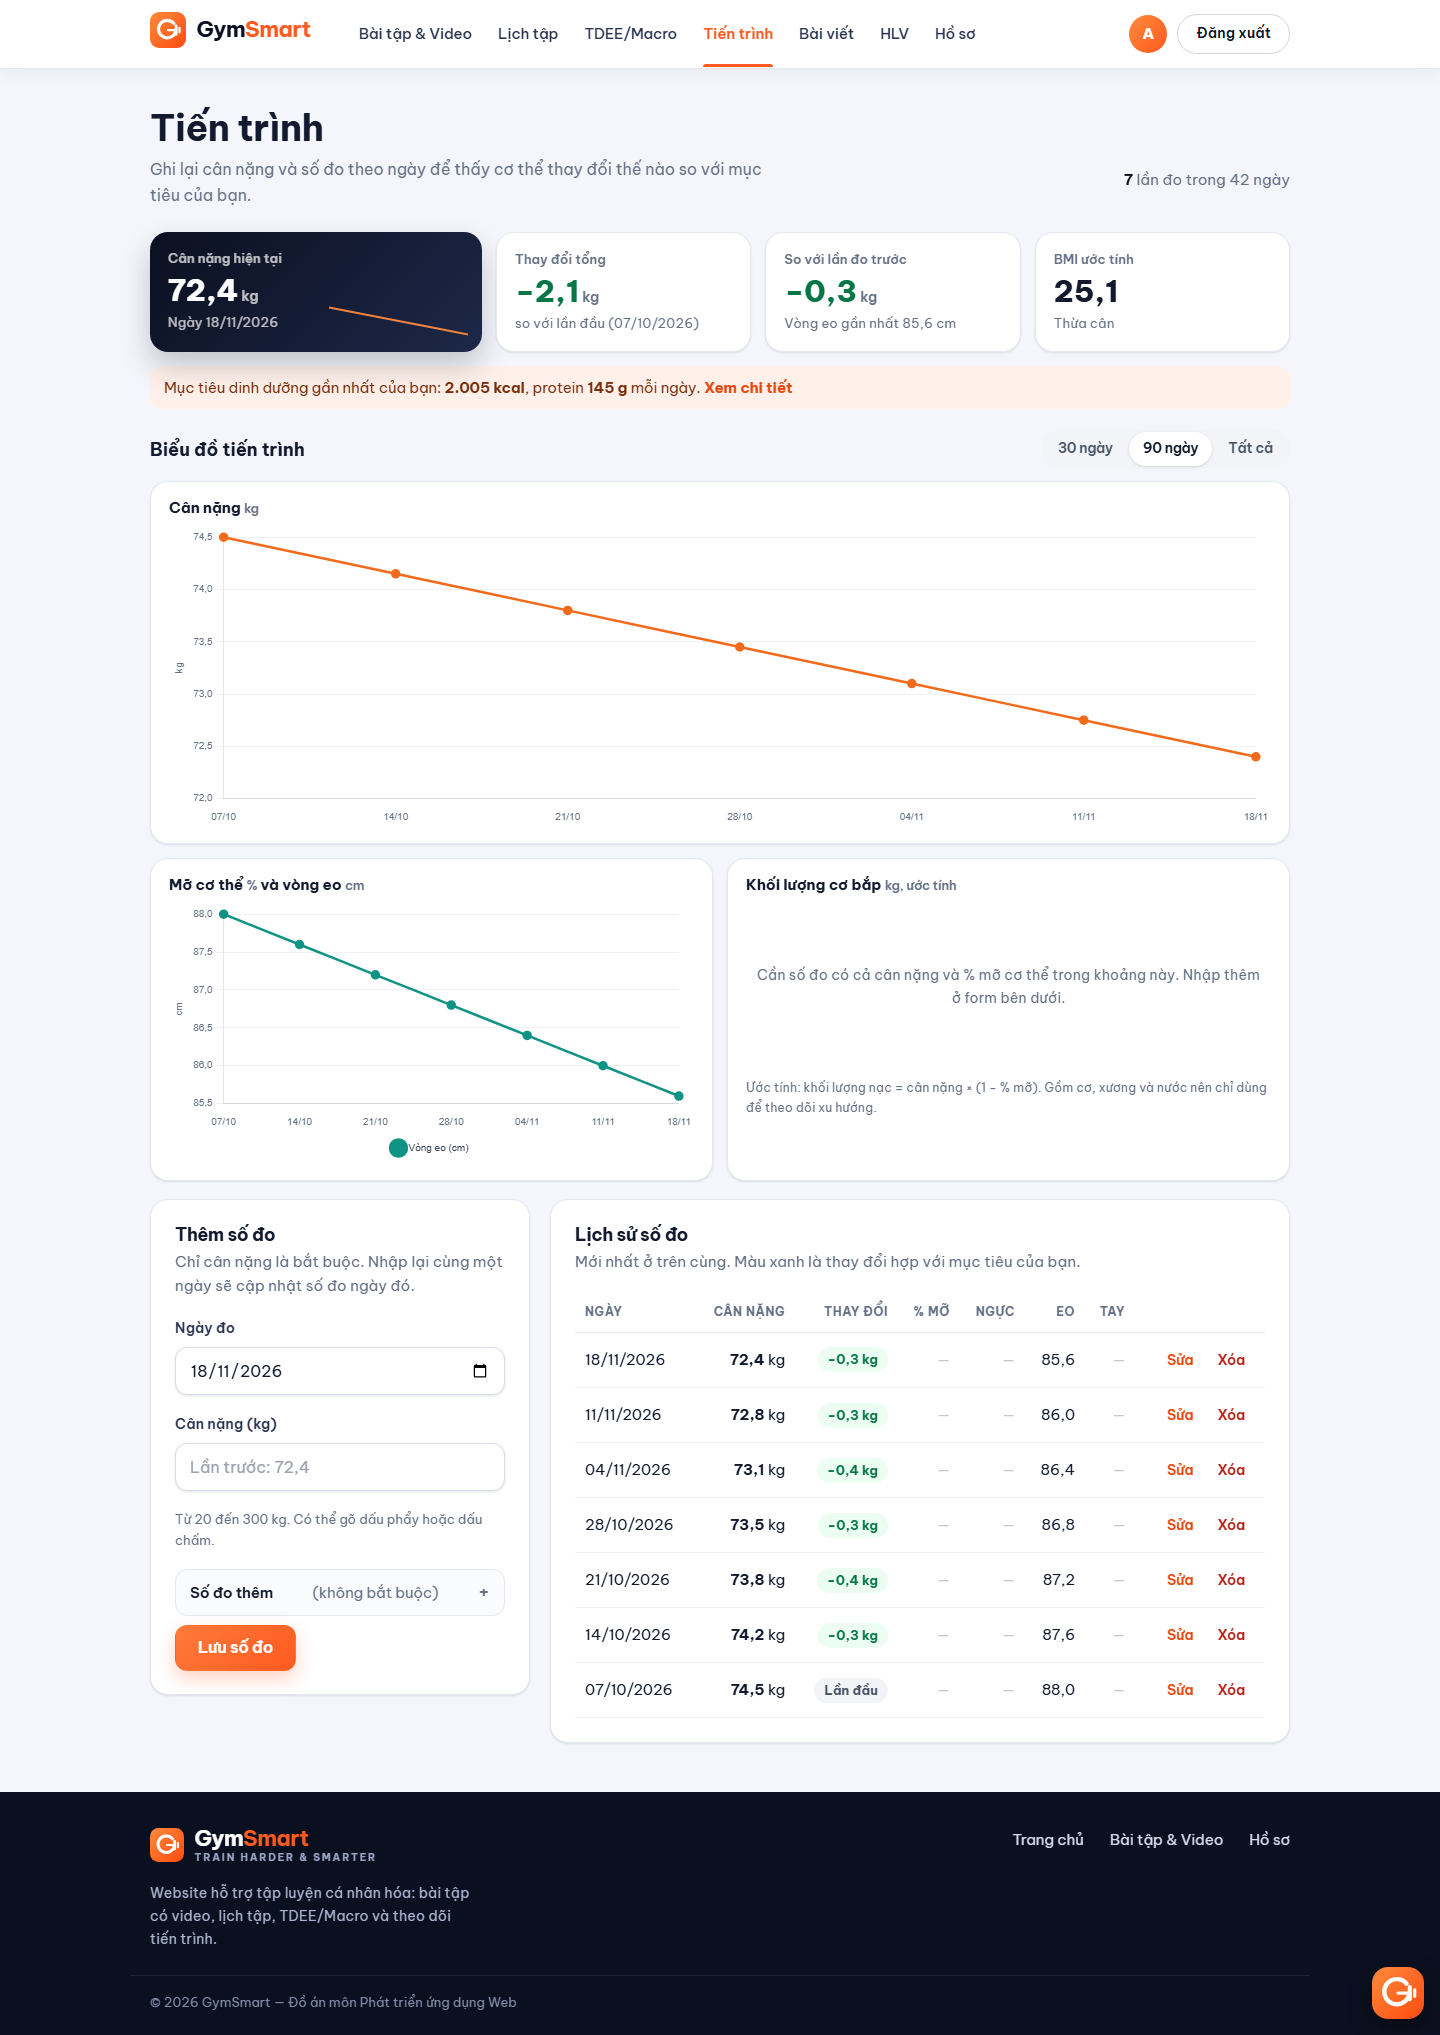 GymSmart
Bài tập & Video
Lịch tập
TDEE/Macro
Tiến trình
Bài viết
HLV
Hồ sơ
A
Đăng xuất
Tiến trình
Ghi lại cân nặng và số đo theo ngày để thấy cơ thể thay đổi thế nào so với mục
tiêu của bạn.
7 lần đo trong 42 ngày
Cân nặng hiện tại
72,4 kg
Ngày 18/11/2026
Thay đổi tổng
−2,1 kg
so với lần đầu (07/10/2026)
So với lần đo trước
−0,3 kg
Vòng eo gần nhất 85,6 cm
BMI ước tính
25,1
Thừa cân
Mục tiêu dinh dưỡng gần nhất của bạn: 2.005 kcal, protein 145 g mỗi ngày. Xem chi tiết
Biểu đồ tiến trình
30 ngày
90 ngày
Tất cả
Cân nặng kg
74,5
74,0
73,5
73,0
72,5
72,0
kg
07/10 14/10 21/10 28/10 04/11 11/11 18/11
Mỡ cơ thể % và vòng eo cm
88,0
87,5
87,0
86,5
86,0
85,5
cm
07/10 14/10 21/10 28/10 04/11 11/11 18/11
Vòng eo (cm)
Khối lượng cơ bắp kg, ước tính
Cần số đo có cả cân nặng và % mỡ cơ thể trong khoảng này. Nhập thêm
ở form bên dưới.
Ước tính: khối lượng nạc = cân nặng × (1 − % mỡ). Gồm cơ, xương và nước nên chỉ dùng
để theo dõi xu hướng.
Thêm số đo
Chỉ cân nặng là bắt buộc. Nhập lại cùng một
ngày sẽ cập nhật số đo ngày đó.
Ngày đo
18/11/2026
Cân nặng (kg)
Lần trước: 72,4
Từ 20 đến 300 kg. Có thể gõ dấu phẩy hoặc dấu
chấm.
Số đo thêm (không bắt buộc) +
Lưu số đo
Lịch sử số đo
Mới nhất ở trên cùng. Màu xanh là thay đổi hợp với mục tiêu của bạn.
NGÀY CÂN NẶNG THAY ĐỔI % MỠ NGỰC EO TAY
18/11/2026 72,4 kg −0,3 kg — — 85,6 — Sửa Xóa
11/11/2026 72,8 kg −0,3 kg — — 86,0 — Sửa Xóa
04/11/2026 73,1 kg −0,4 kg — — 86,4 — Sửa Xóa
28/10/2026 73,5 kg −0,3 kg — — 86,8 — Sửa Xóa
21/10/2026 73,8 kg −0,4 kg — — 87,2 — Sửa Xóa
14/10/2026 74,2 kg −0,3 kg — — 87,6 — Sửa Xóa
07/10/2026 74,5 kg Lần đầu — — 88,0 — Sửa Xóa
GymSmart
TRAIN HARDER & SMARTER
Trang chủ
Bài tập & Video
Hồ sơ
Website hỗ trợ tập luyện cá nhân hóa: bài tập
có video, lịch tập, TDEE/Macro và theo dõi
tiến trình.
© 2026 GymSmart — Đồ án môn Phát triển ứng dụng Web